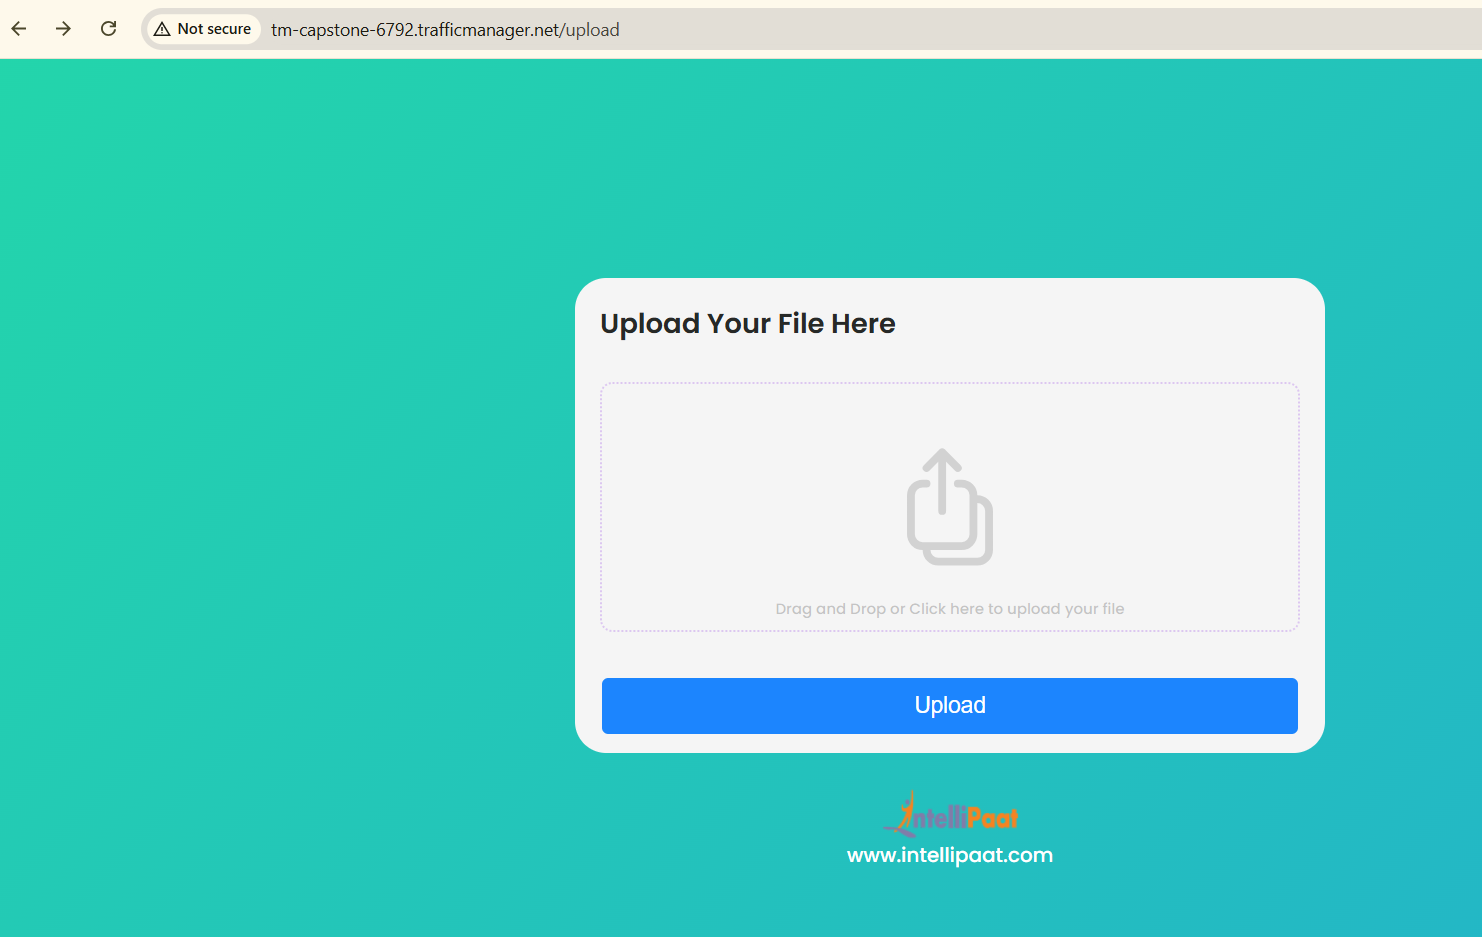 Not secure
tm-capstone-6792.trafficmanager.net/upload
Upload Your File Here
Drag and Drop or Click here to upload your file
Upload
IntelliPaat
www.intellipaat.com